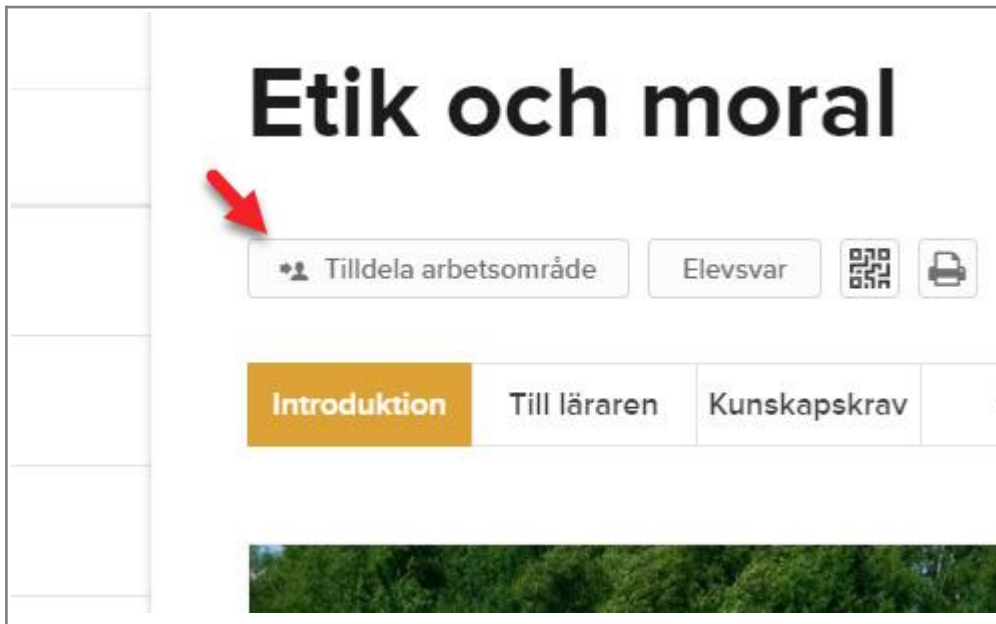 Etik och moral
Tilldela arbetsområde Elevsvar
Introduktion Till läraren Kunskapskrav